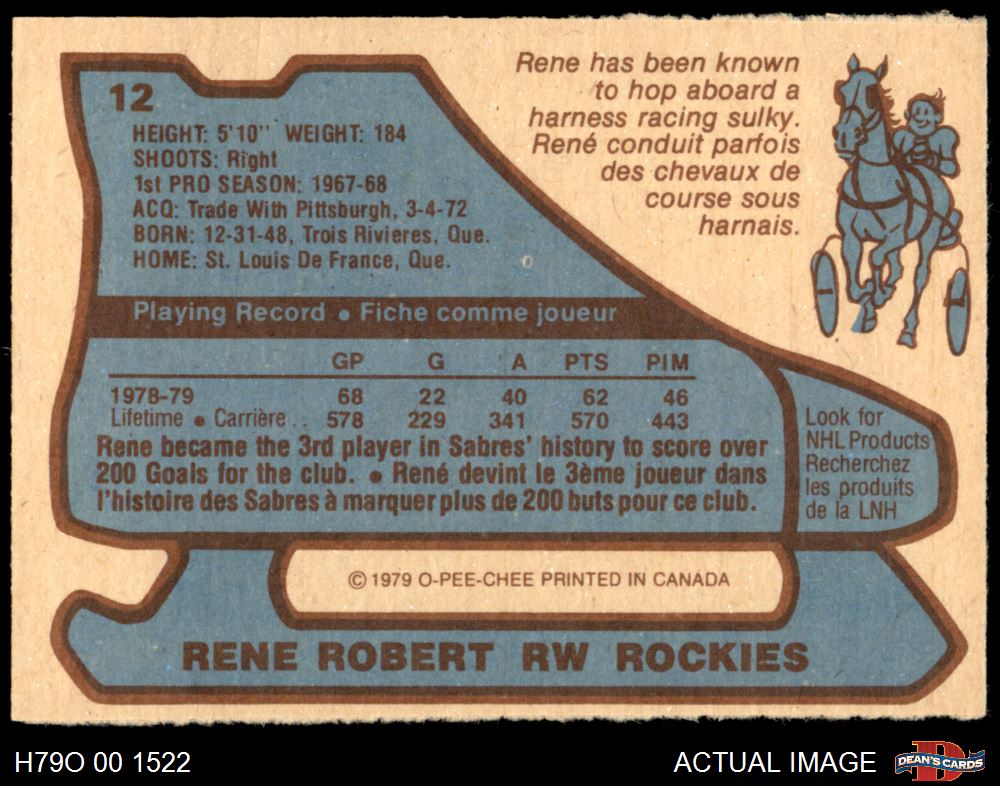 12
HEIGHT: 5'10" WEIGHT: 184
SHOOTS: Right
1st PRO SEASON: 1967-68
ACQ: Trade With Pittsburgh, 3-4-72
BORN: 12-31-48, Trois Rivieres, Que.
HOME: St. Louis De France, Que.
Rene has been known
to hop aboard a
harness racing sulky.
René conduit parfois
des chevaux de
course sous
harnais.
Playing Record • Fiche comme joueur
GP G A PTS PIM
1978-79 68 22 40 62 46
Lifetime • Carrière .. 578 229 341 570 443
Rene became the 3rd player in Sabres' history to score over
200 Goals for the club. • René devint le 3ème joueur dans
l'histoire des Sabres à marquer plus de 200 buts pour ce club.
Look for
NHL Products
Recherchez
les produits
de la LNH
© 1979 O-PEE-CHEE PRINTED IN CANADA
RENE ROBERT RW ROCKIES
H79O 00 1522
ACTUAL IMAGE
D
DEAN'S CARDS